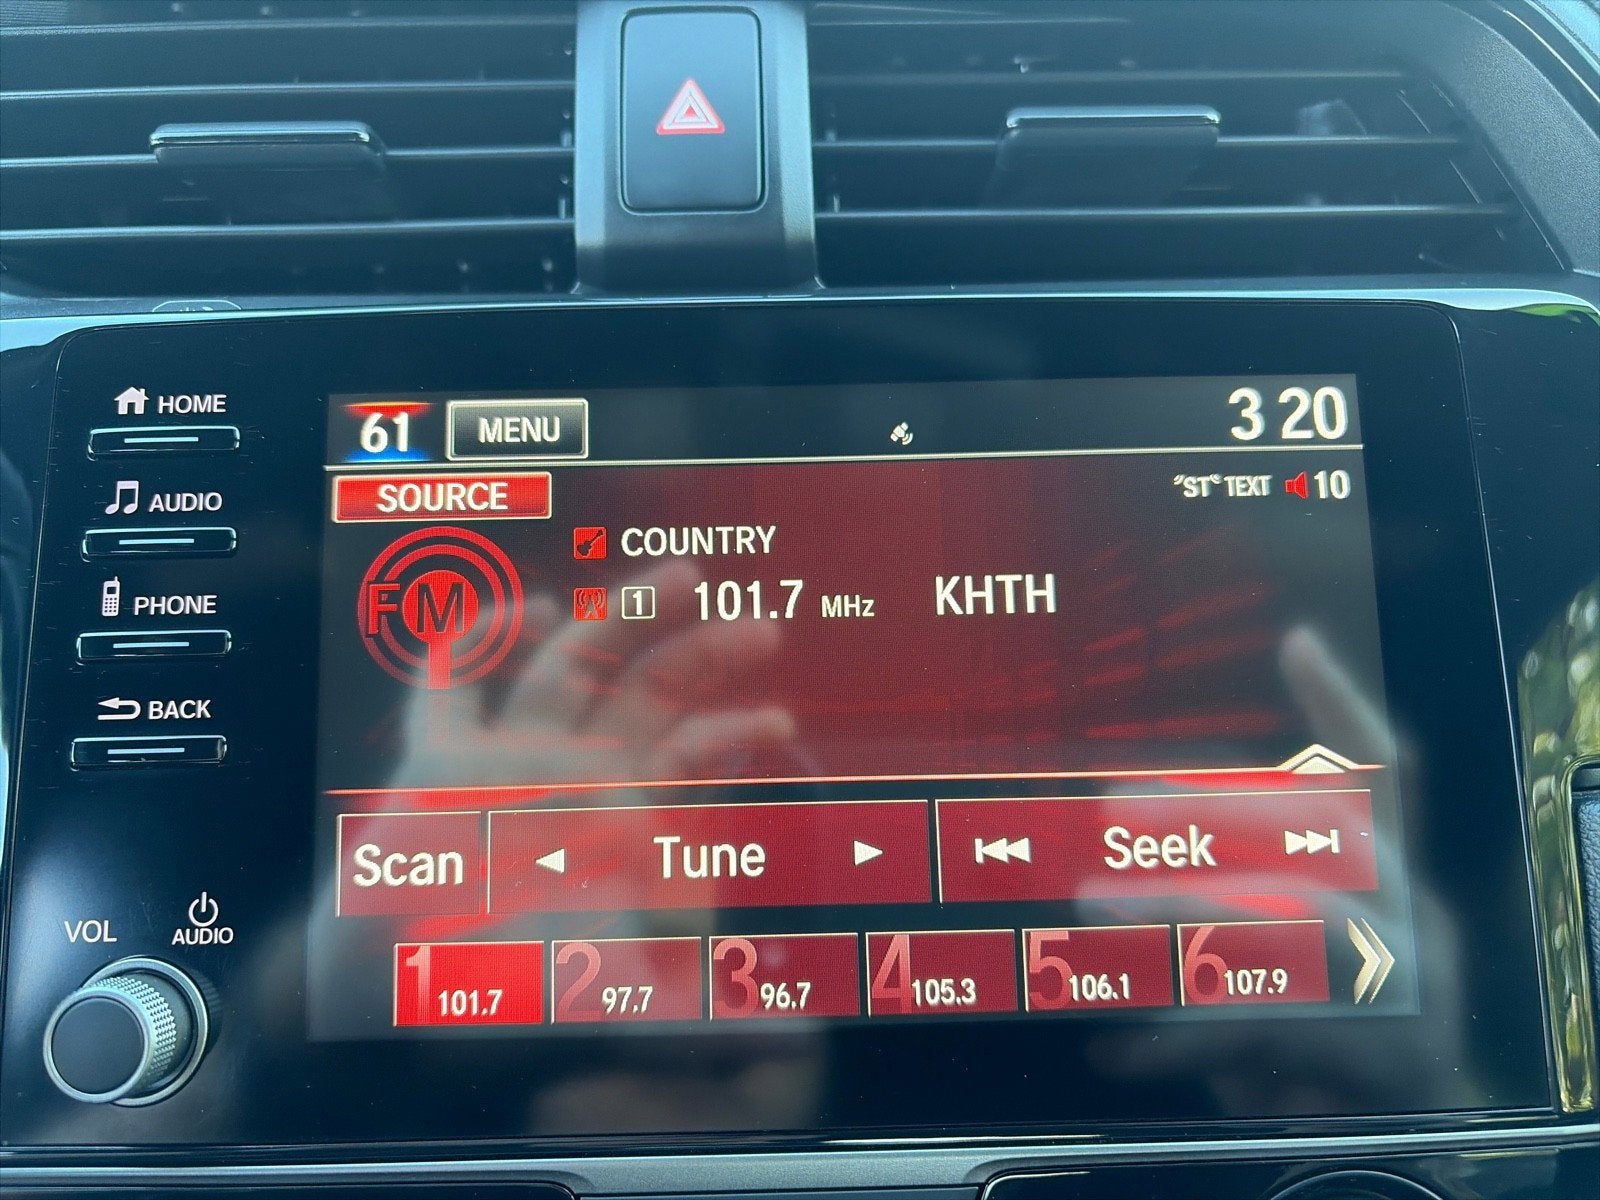 HOME
AUDIO
PHONE
BACK
VOL
AUDIO
61 MENU 3 20
SOURCE "ST" TEXT 10
FM
COUNTRY
1 101.7 MHz KHTH
Scan Tune Seek
1 101.7 2 97.7 3 96.7 4 105.3 5 106.1 6 107.9